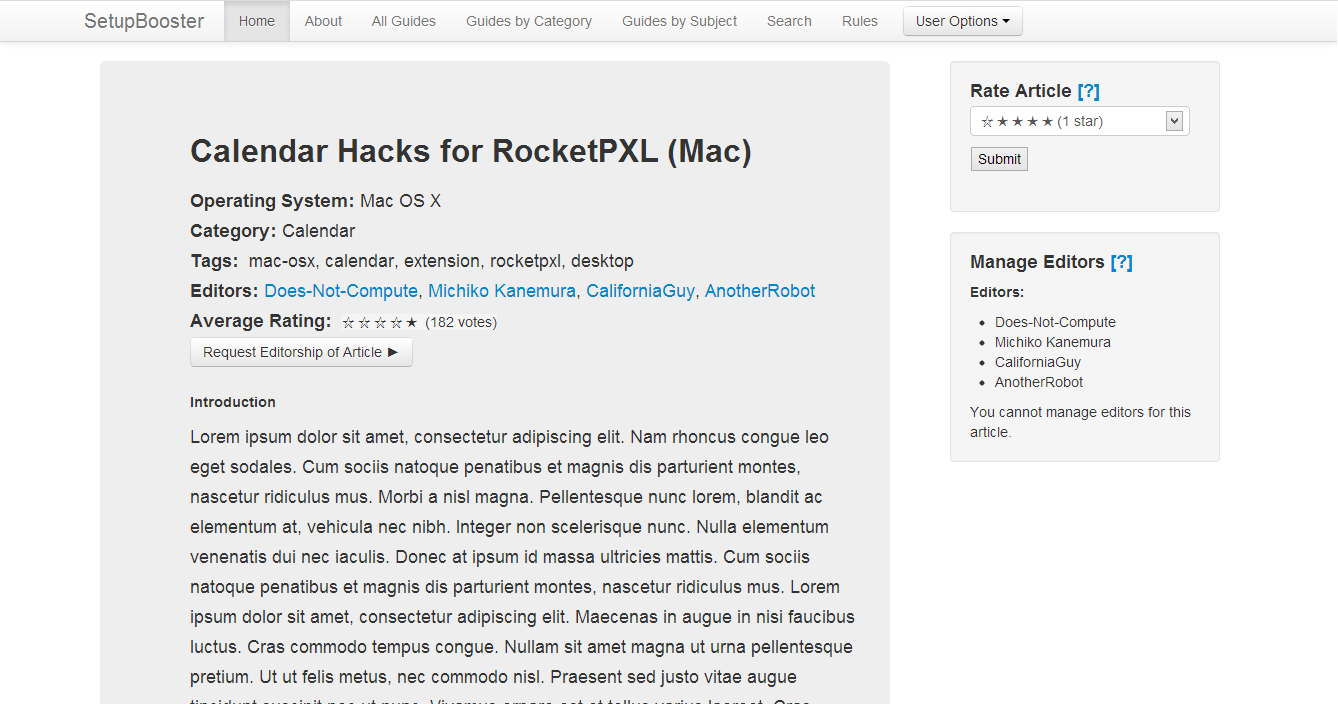 SetupBooster Home About All Guides Guides by Category Guides by Subject Search Rules User Options
Calendar Hacks for RocketPXL (Mac)
Operating System: Mac OS X
Category: Calendar
Tags: mac-osx, calendar, extension, rocketpxl, desktop
Editors: Does-Not-Compute, Michiko Kanemura, CaliforniaGuy, AnotherRobot
Average Rating: ☆☆☆☆★ (182 votes)
Request Editorship of Article ►
Introduction
Lorem ipsum dolor sit amet, consectetur adipiscing elit. Nam rhoncus congue leo
eget sodales. Cum sociis natoque penatibus et magnis dis parturient montes,
nascetur ridiculus mus. Morbi a nisl magna. Pellentesque nunc lorem, blandit ac
elementum at, vehicula nec nibh. Integer non scelerisque nunc. Nulla elementum
venenatis dui nec iaculis. Donec at ipsum id massa ultricies mattis. Cum sociis
natoque penatibus et magnis dis parturient montes, nascetur ridiculus mus. Lorem
ipsum dolor sit amet, consectetur adipiscing elit. Maecenas in augue in nisi faucibus
luctus. Cras commodo tempus congue. Nullam sit amet magna ut urna pellentesque
pretium. Ut ut felis metus, nec commodo nisl. Praesent sed justo vitae augue
Rate Article [?]
☆★★★★ (1 star)
Submit
Manage Editors [?]
Editors:
• Does-Not-Compute
• Michiko Kanemura
• CaliforniaGuy
• AnotherRobot
You cannot manage editors for this
article.